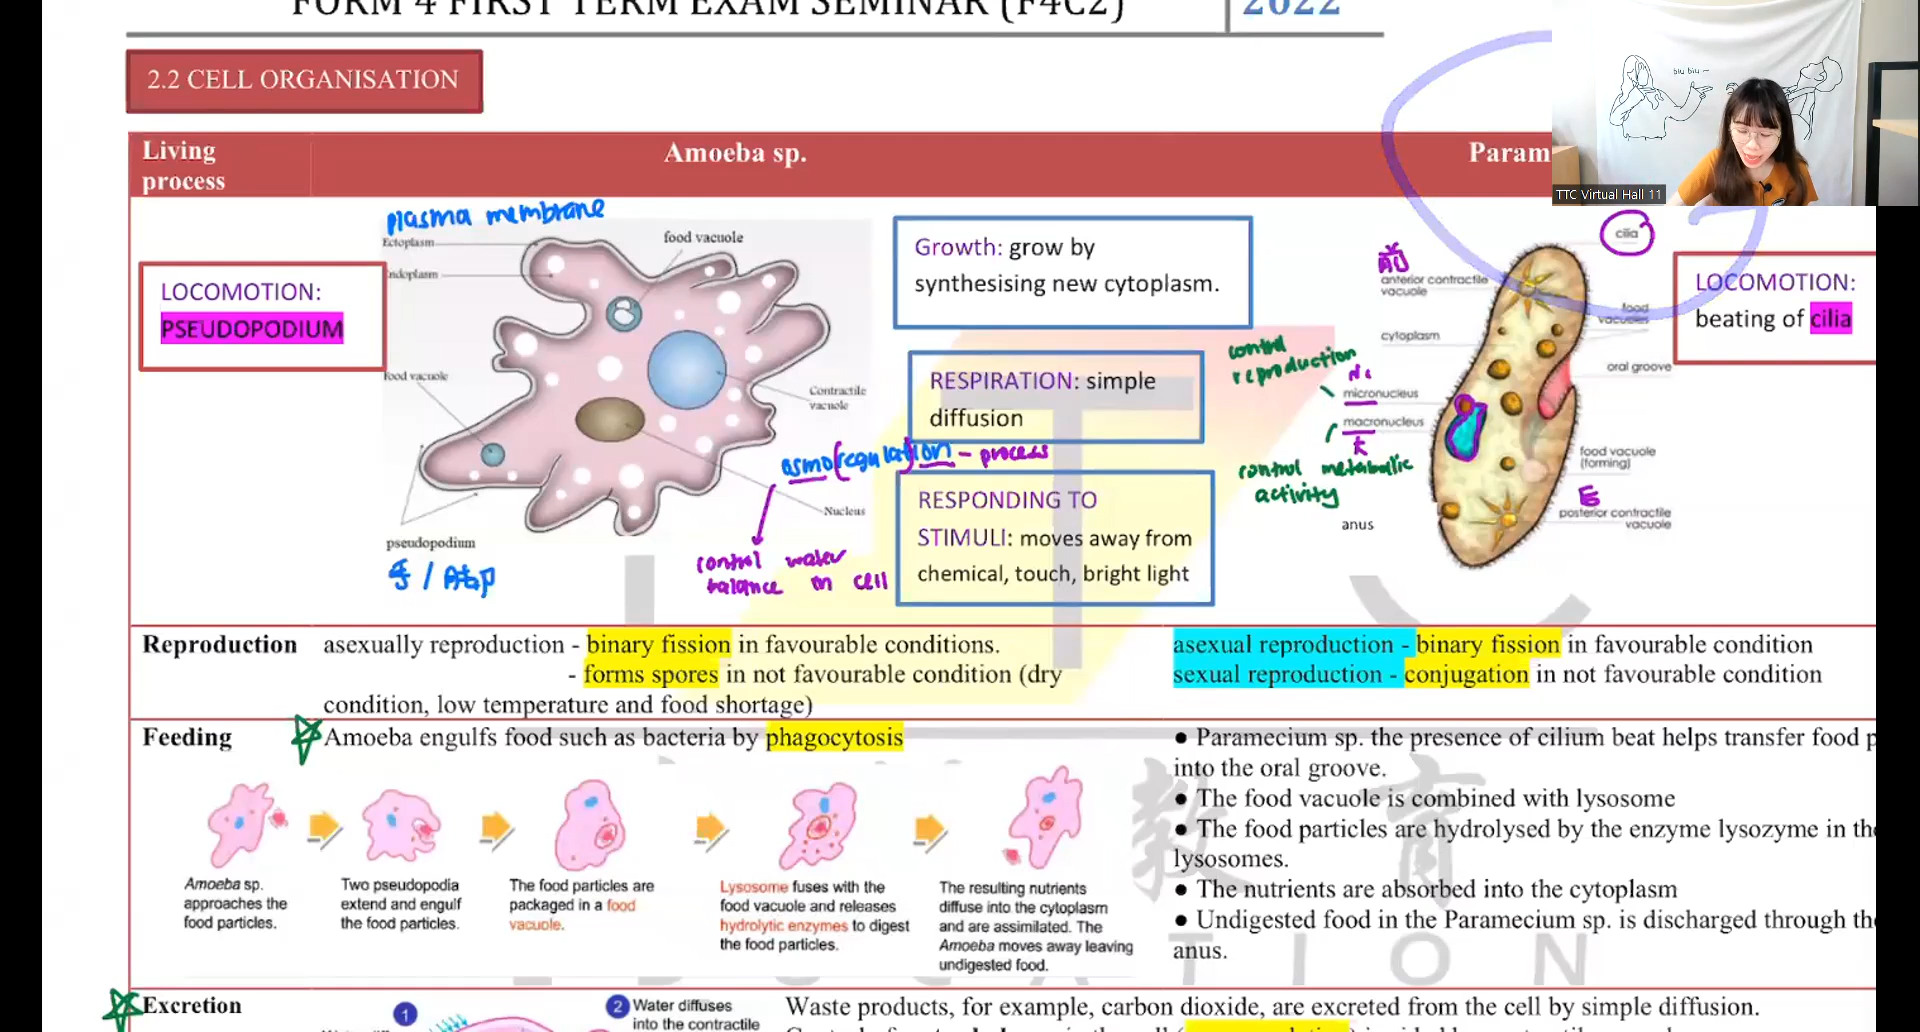 FORM 4 FIRST TERM EXAM SEMINAR (F4C2)
2022
2.2 CELL ORGANISATION
Living
process
Amoeba sp.
Param
biu biu
TTC Virtual Hall 11
plasma membrane
Ectoplasm
endoplasm
food vacuole
food vacuole
Contractile
vacuole
Nucleus
pseudopodium
LOCOMOTION:
PSEUDOPODIUM
Growth: grow by
synthesising new cytoplasm.
RESPIRATION: simple
diffusion
osmoregulation - process
control water
balance in cell
RESPONDING TO
STIMULI: moves away from
chemical, touch, bright light
control
reproduction
control metabolic
activity
前
cilia
anterior contractile
vacuole
food
vacuoles
cytoplasm
oral groove
micronucleus
macronucleus
food vacuole
(forming)
posterior contractile
vacuole
anus
LOCOMOTION:
beating of cilia
Reproduction
asexually reproduction - binary fission in favourable conditions.
- forms spores in not favourable condition (dry
condition, low temperature and food shortage)
asexual reproduction - binary fission in favourable condition
sexual reproduction - conjugation in not favourable condition
Feeding
Amoeba engulfs food such as bacteria by phagocytosis
Amoeba sp.
approaches the
food particles.
Two pseudopodia
extend and engulf
the food particles.
The food particles are
packaged in a food
vacuole.
Lysosome fuses with the
food vacuole and releases
hydrolytic enzymes to digest
the food particles.
The resulting nutrients
diffuse into the cytoplasm
and are assimilated. The
Amoeba moves away leaving
undigested food.
● Paramecium sp. the presence of cilium beat helps transfer food p
into the oral groove.
● The food vacuole is combined with lysosome
● The food particles are hydrolysed by the enzyme lysozyme in the
lysosomes.
● The nutrients are absorbed into the cytoplasm
● Undigested food in the Paramecium sp. is discharged through the
anus.
教育
Excretion
1
2 Water diffuses
into the contractile
Waste products, for example, carbon dioxide, are excreted from the cell by simple diffusion.